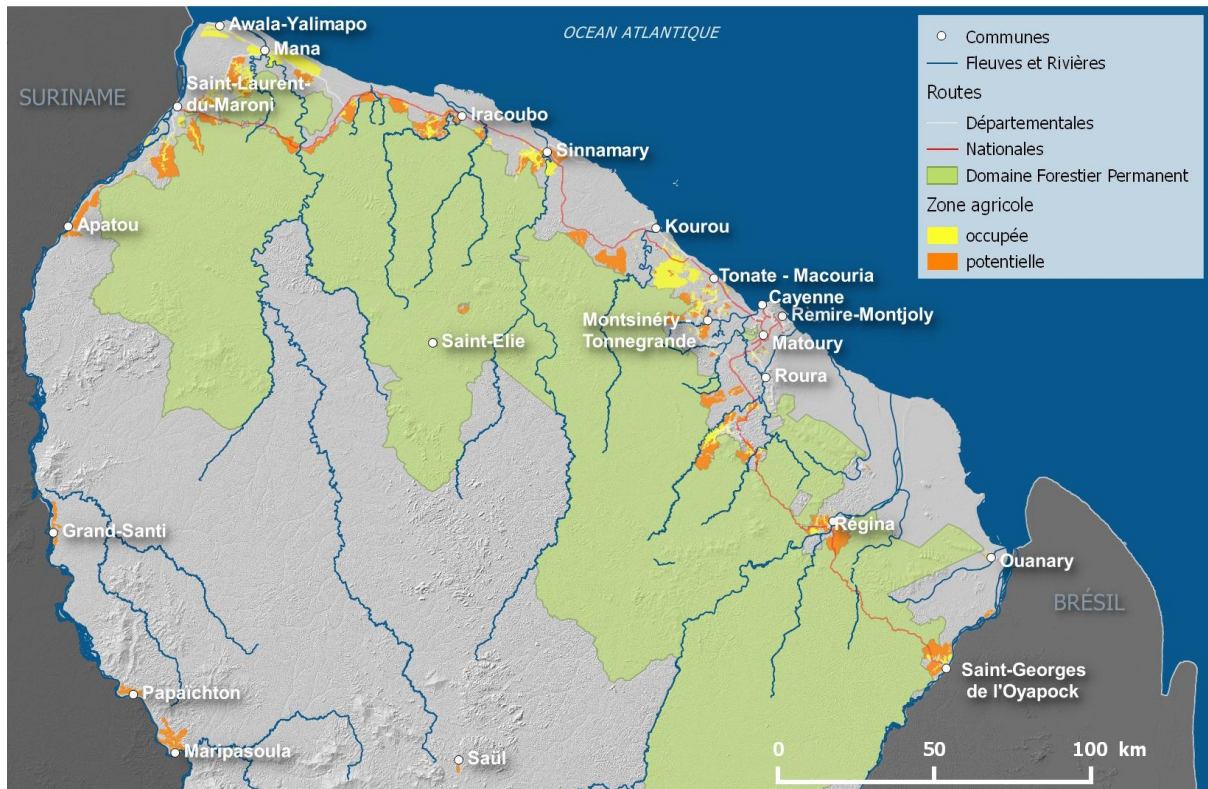 Awala-Yalimapo
OCEAN ATLANTIQUE
Mana
SURINAME
Saint-Laurent-
du-Maroni
Iracoubo
Sinnamary
Apatou
Kourou
Tonate - Macouria
Cayenne
Remire-Montjoly
Montsinéry -
Tonnegrande
Matoury
Saint-Elie
Roura
Grand-Santi
Régina
Ouanary
BRÉSIL
Saint-Georges
de l'Oyapock
Papaïchton
Maripasoula
Saül
0 50 100 km
Communes
Fleuves et Rivières
Routes
Départementales
Nationales
Domaine Forestier Permanent
Zone agricole
occupée
potentielle